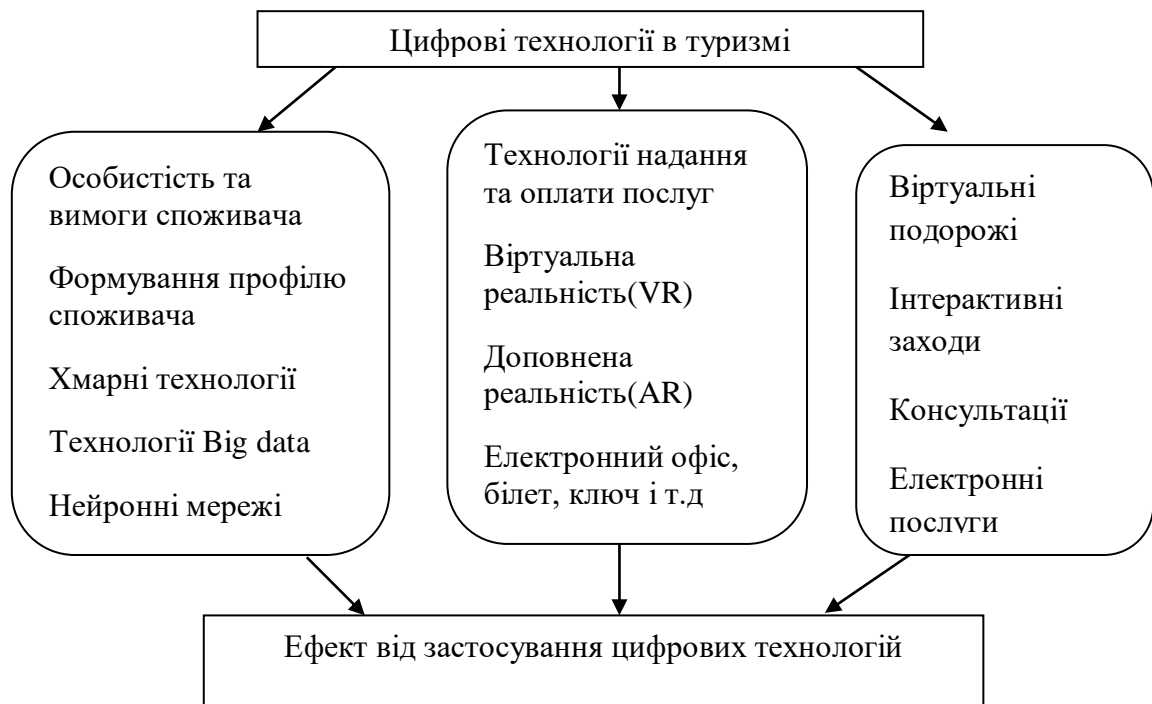 Цифрові технології в туризмі
Особистість та
вимоги споживача
Формування профілю
споживача
Хмарні технології
Технології Big data
Нейронні мережі
Технології надання
та оплати послуг
Віртуальна
реальність(VR)
Доповнена
реальність(AR)
Електронний офіс,
білет, ключ і т.д
Віртуальні
подорожі
Інтерактивні
заходи
Консультації
Електронні
послуги
Ефект від застосування цифрових технологій